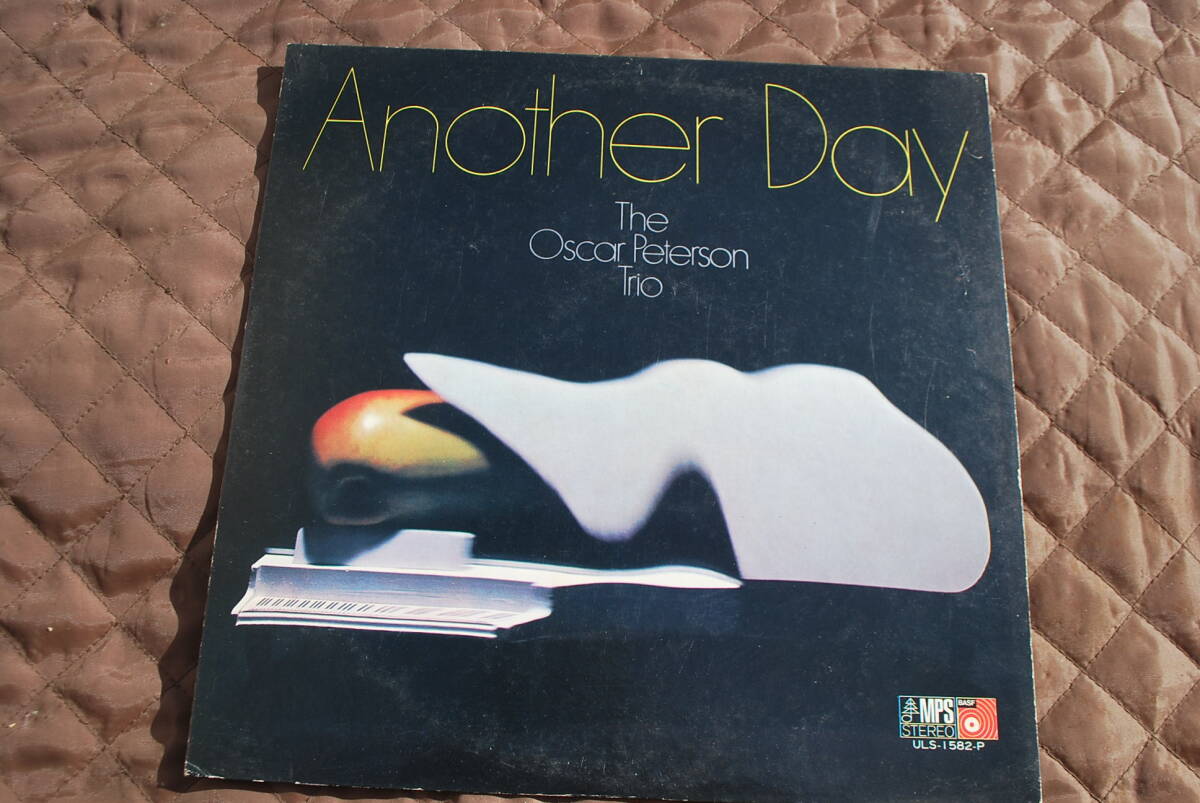 Another Day
The
Oscar Peterson
Trio
MPS
BASF
STEREO
ULS-1582-P